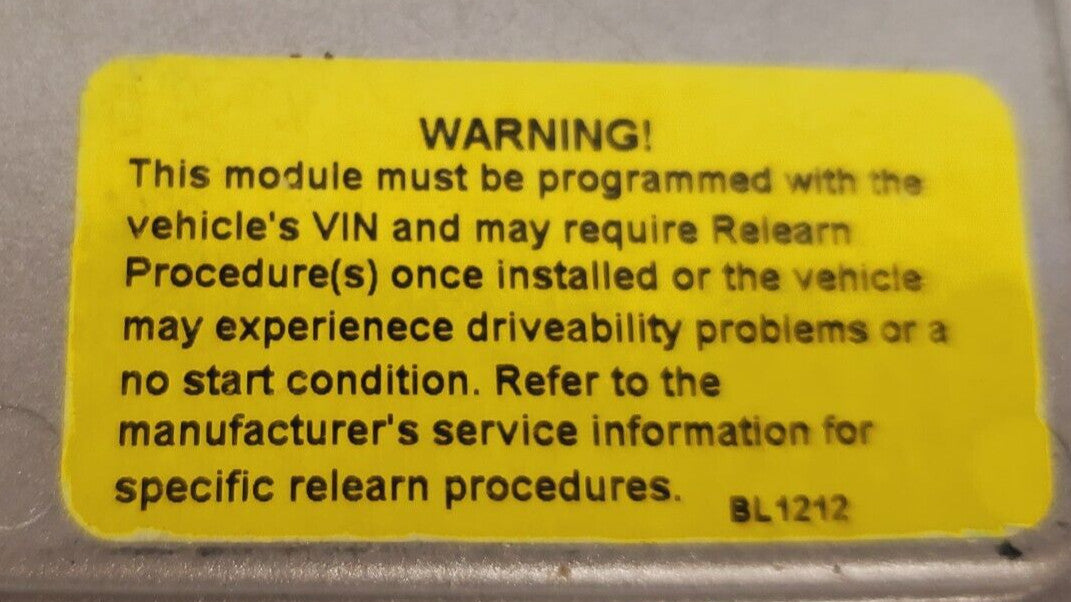 WARNING!
This module must be programmed with the
vehicle's VIN and may require Relearn
Procedure(s) once installed or the vehicle
may experienece driveability problems or a
no start condition. Refer to the
manufacturer's service information for
specific relearn procedures.
BL1212